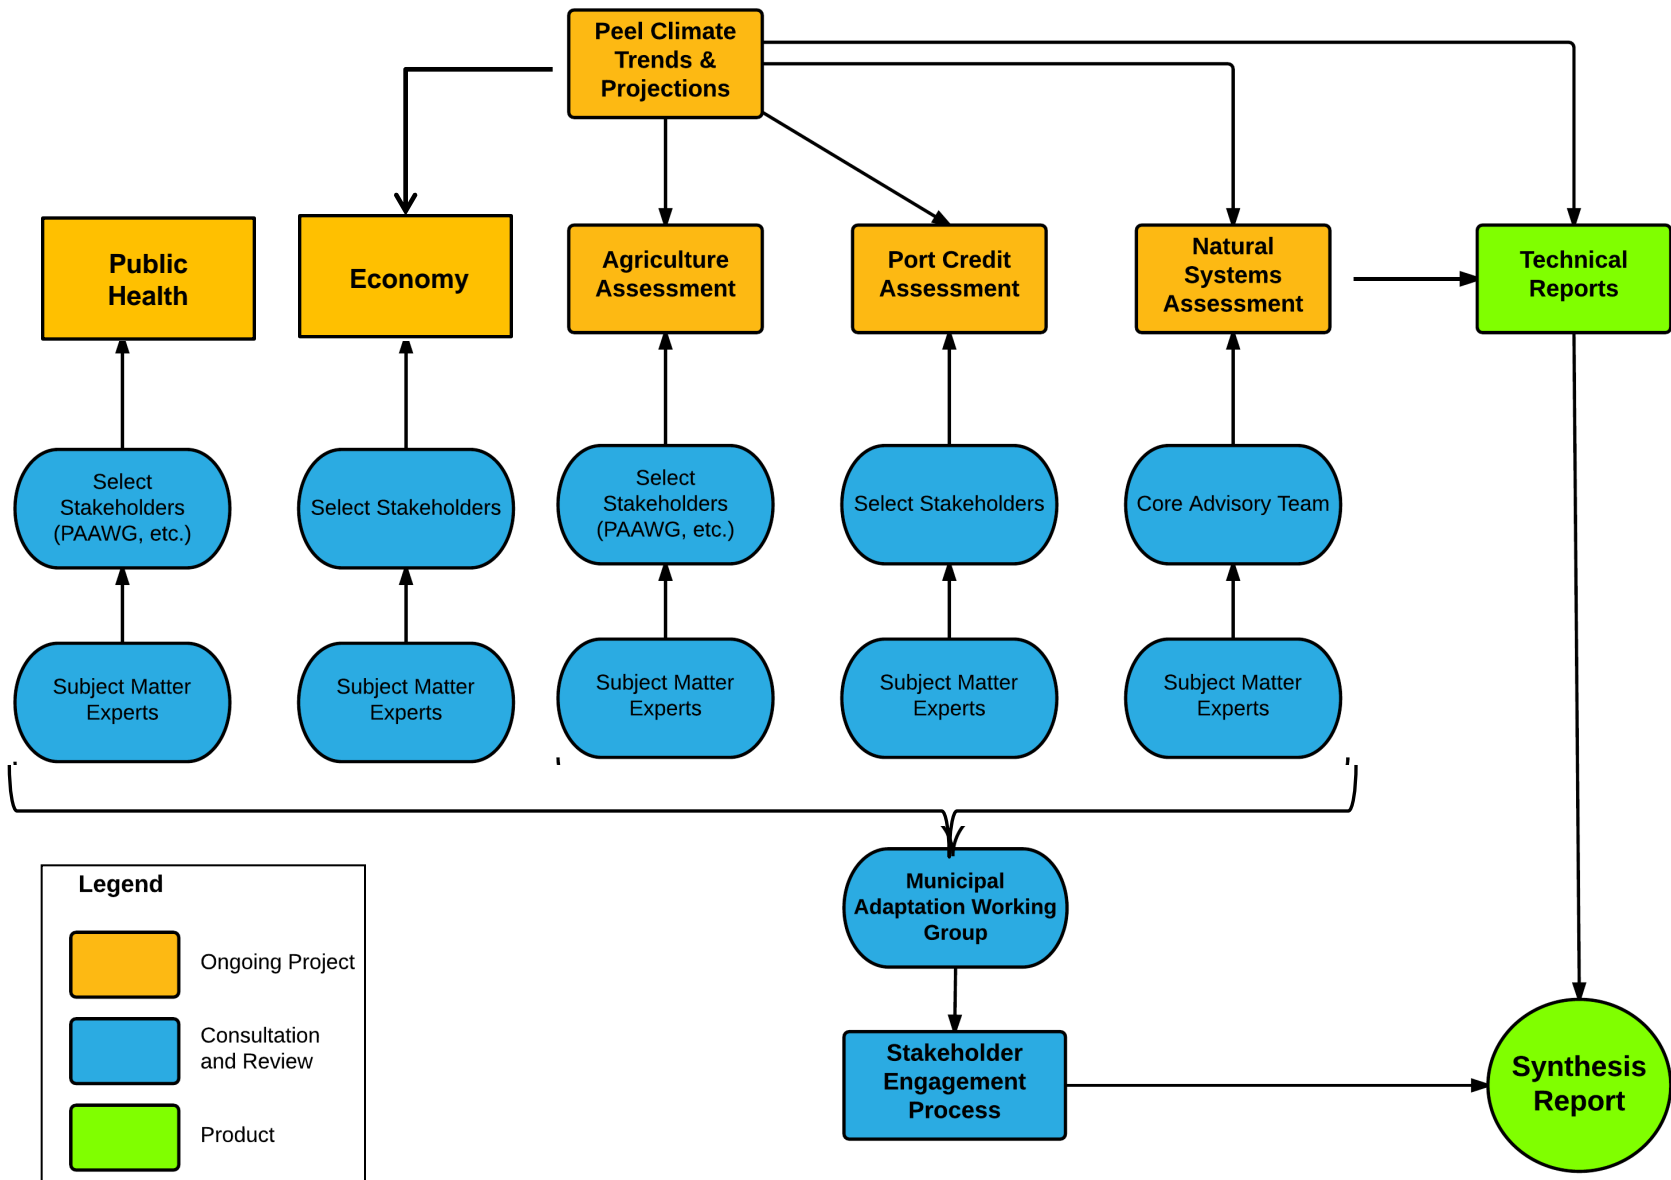 Peel Climate
Trends &
Projections
Public
Health
Economy
Agriculture
Assessment
Port Credit
Assessment
Natural
Systems
Assessment
Technical
Reports
Select
Stakeholders
(PAAWG, etc.)
Select Stakeholders
Select
Stakeholders
(PAAWG, etc.)
Select Stakeholders
Core Advisory Team
Subject Matter
Experts
Subject Matter
Experts
Subject Matter
Experts
Subject Matter
Experts
Subject Matter
Experts
Municipal
Adaptation Working
Group
Stakeholder
Engagement
Process
Synthesis
Report
Legend
Ongoing Project
Consultation
and Review
Product